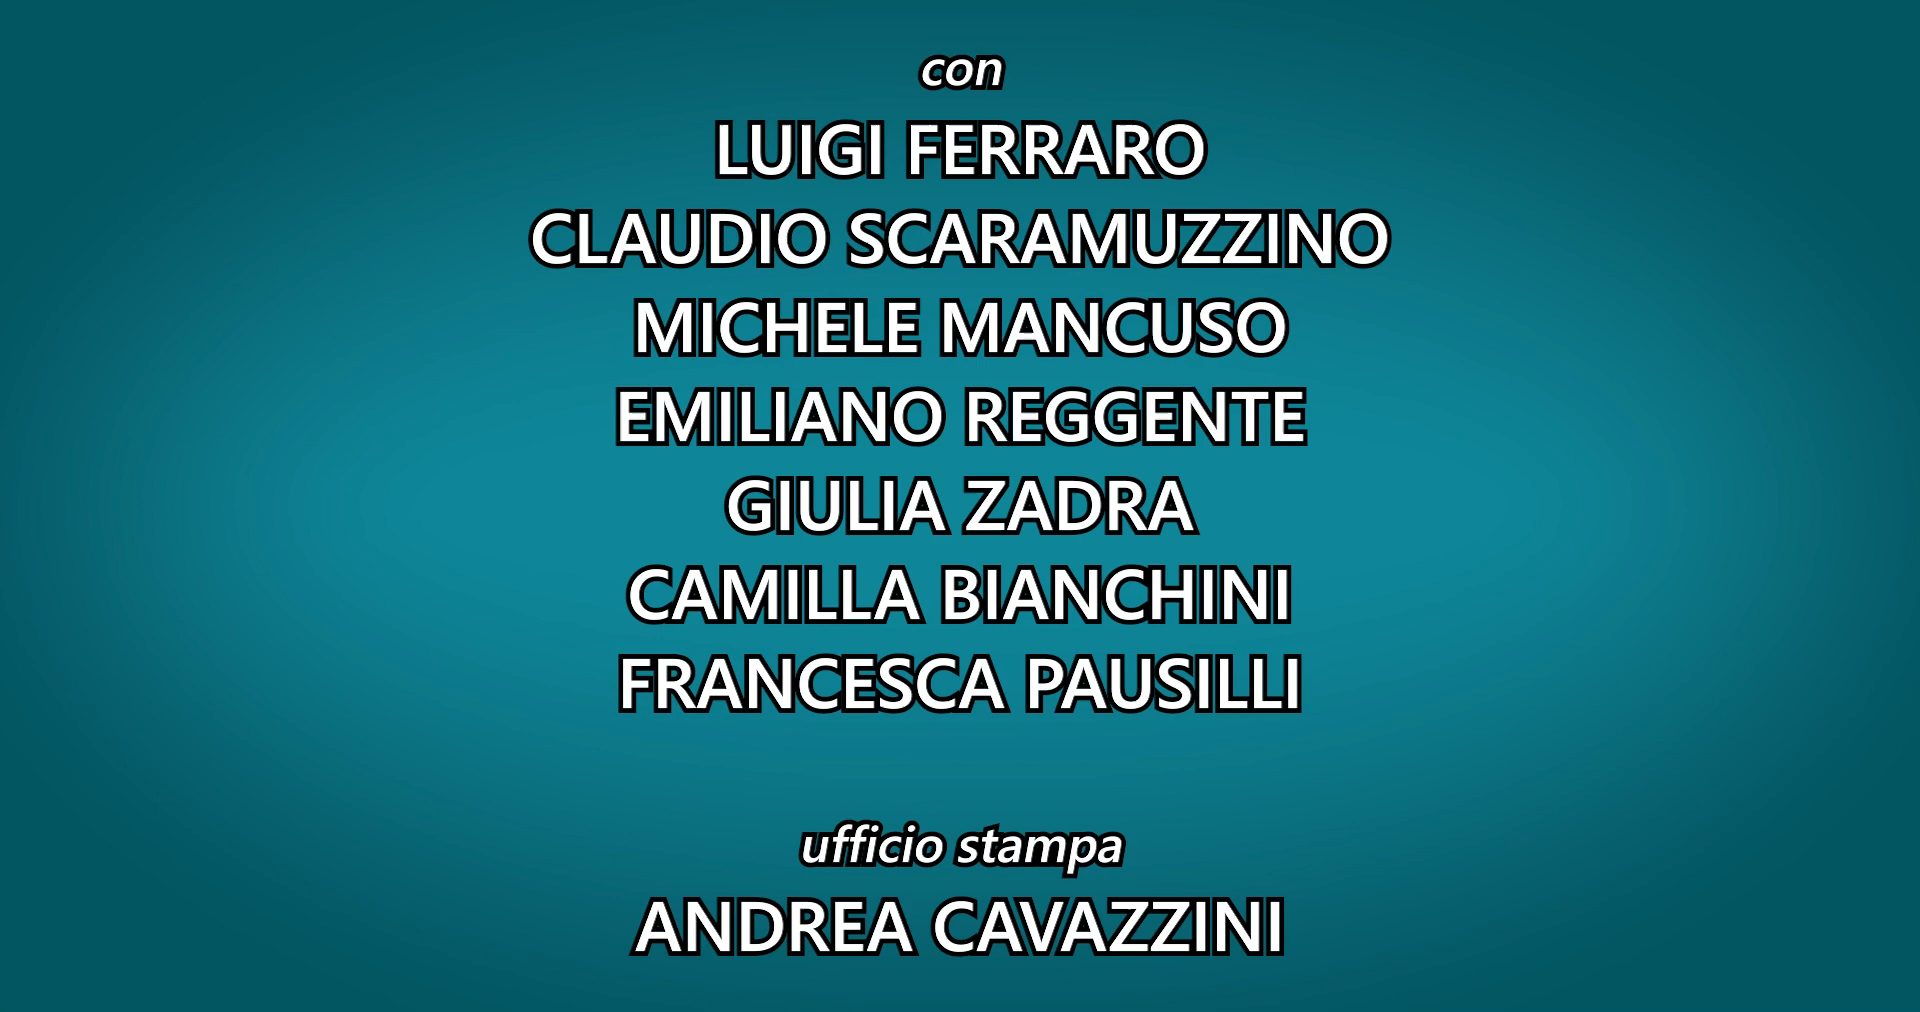 con
LUIGI FERRARO
CLAUDIO SCARAMUZZINO
MICHELE MANCUSO
EMILIANO REGGENTE
GIULIA ZADRA
CAMILLA BIANCHINI
FRANCESCA PAUSILLI
ufficio stampa
ANDREA CAVAZZINI